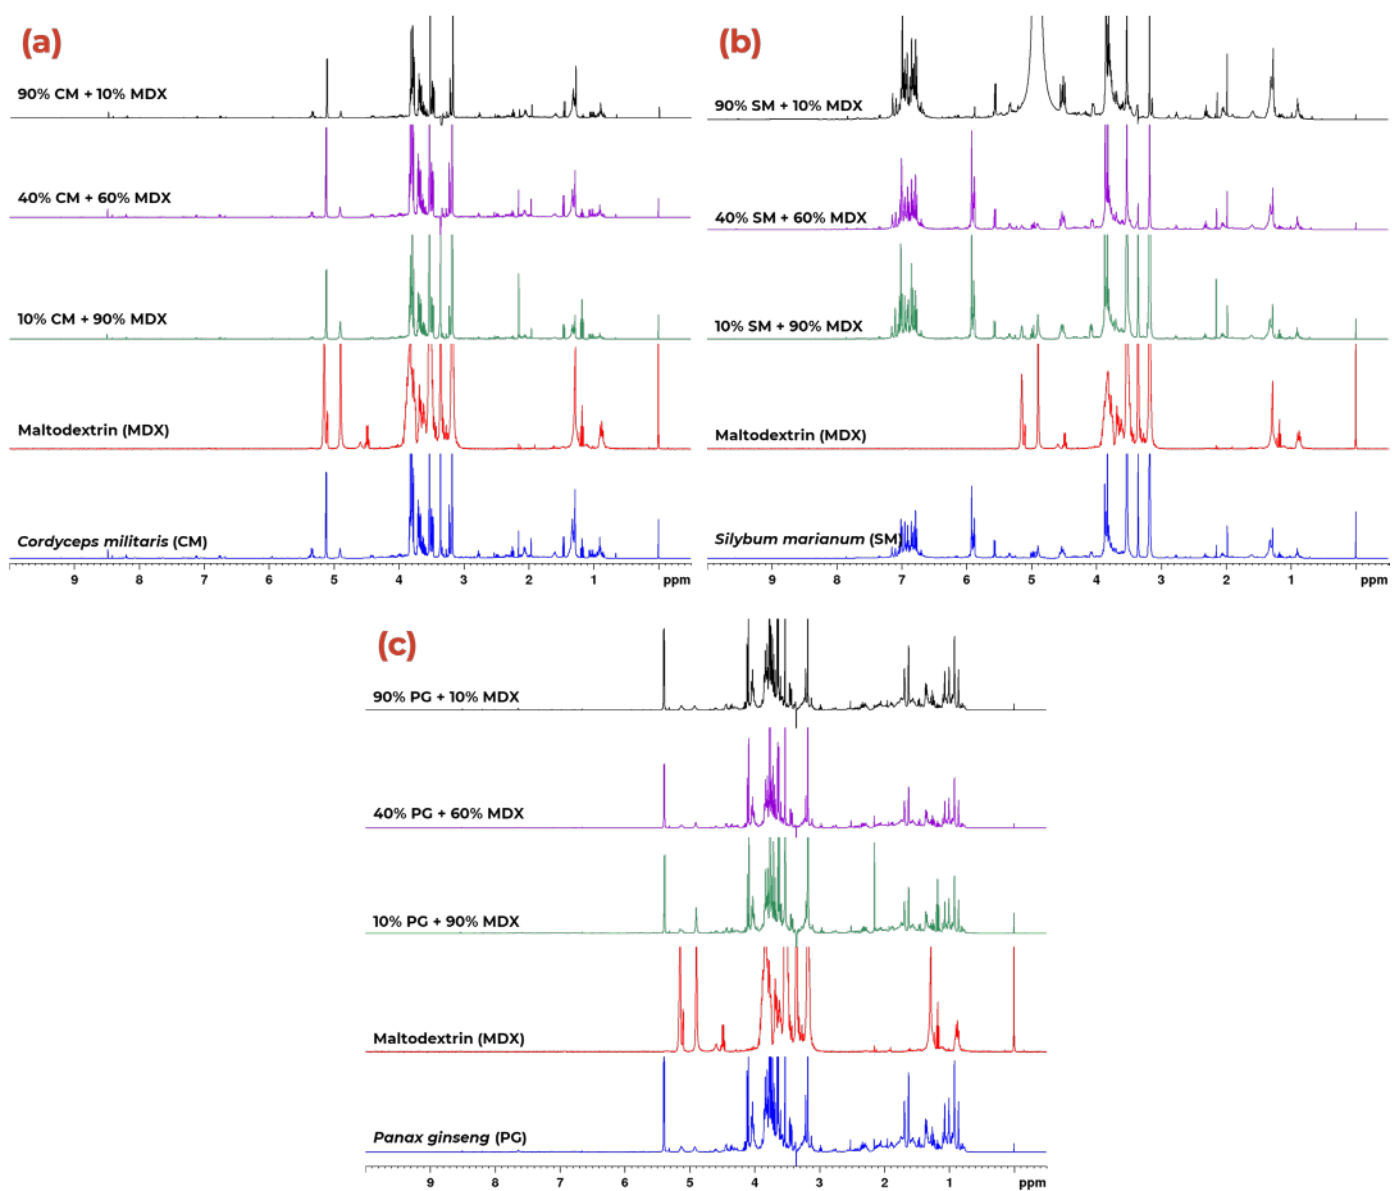 (a)
90% CM + 10% MDX
40% CM + 60% MDX
10% CM + 90% MDX
Maltodextrin (MDX)
Cordyceps militaris (CM)
9 8 7 6 5 4 3 2 1 ppm
(b)
90% SM + 10% MDX
40% SM + 60% MDX
10% SM + 90% MDX
Maltodextrin (MDX)
Silybum marianum (SM)
9 8 7 6 5 4 3 2 1 ppm
(c)
90% PG + 10% MDX
40% PG + 60% MDX
10% PG + 90% MDX
Maltodextrin (MDX)
Panax ginseng (PG)
9 8 7 6 5 4 3 2 1 ppm